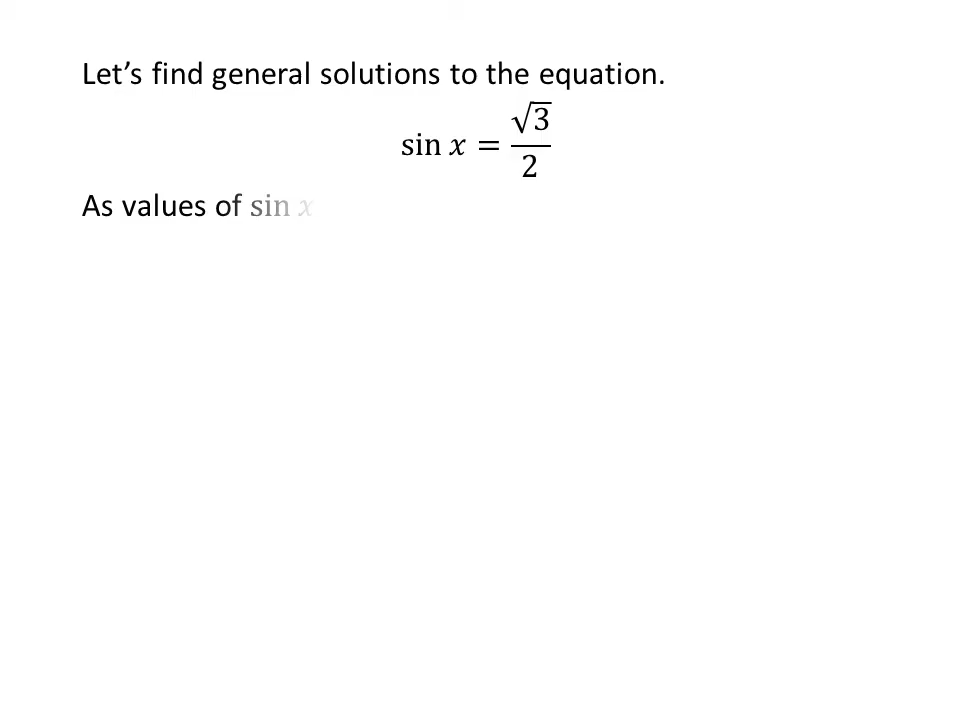 Let’s find general solutions to the equation.
sin x = √3/2
As values of sin x